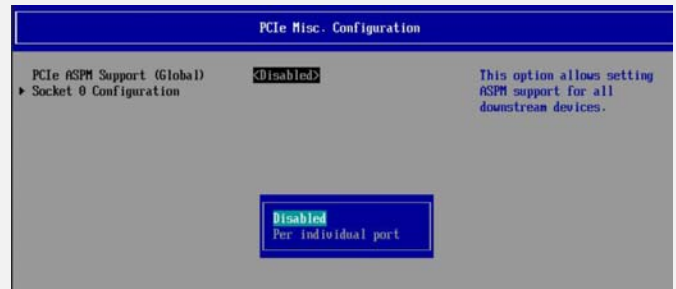 PCIe Misc. Configuration
PCIe ASPM Support (Global) <Disabled>
This option allows setting
▶ Socket 0 Configuration
ASPM support for all
downstream devices.
Disabled
Per individual port